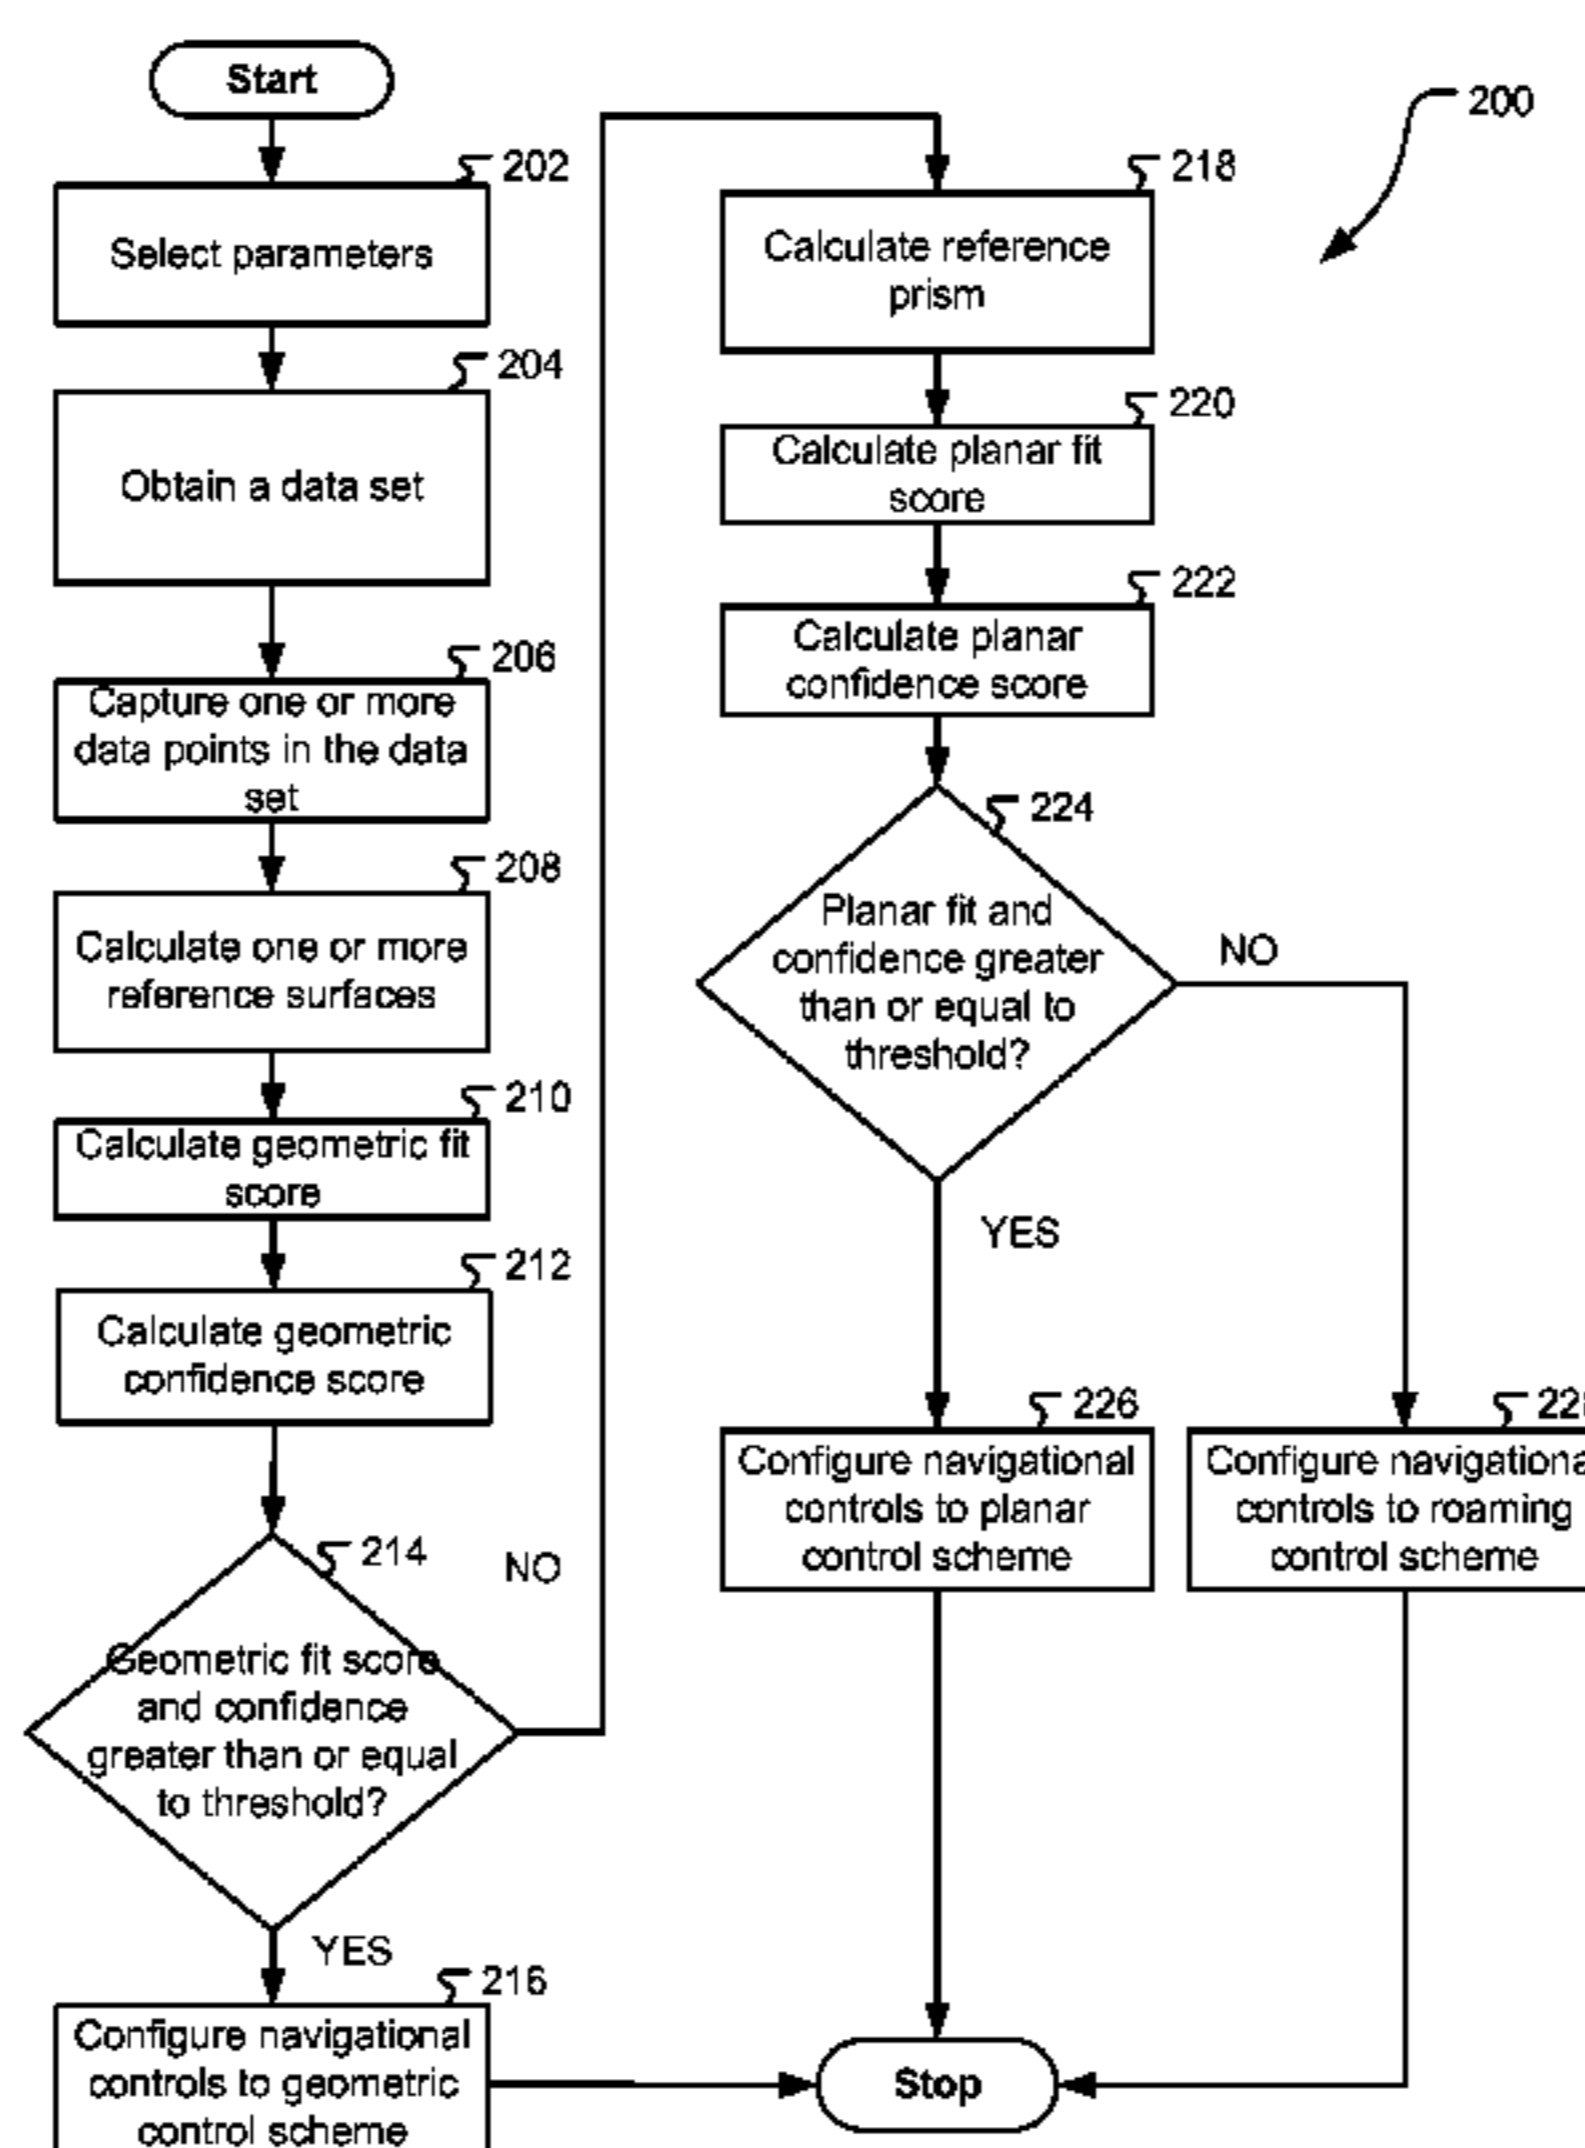 Start
202
Select parameters
204
Obtain a data set
206
Capture one or more
data points in the data
set
208
Calculate one or more
reference surfaces
210
Calculate geometric fit
score
212
Calculate geometric
confidence score
214
NO
Geometric fit score
and confidence
greater than or equal
to threshold?
YES
216
Configure navigational
controls to geometric
control scheme
200
218
Calculate reference
prism
220
Calculate planar fit
score
222
Calculate planar
confidence score
224
Planar fit and
confidence greater
than or equal to
threshold?
NO
YES
226
Configure navigational
controls to planar
control scheme
Configure
controls to roaming
control scheme
Stop